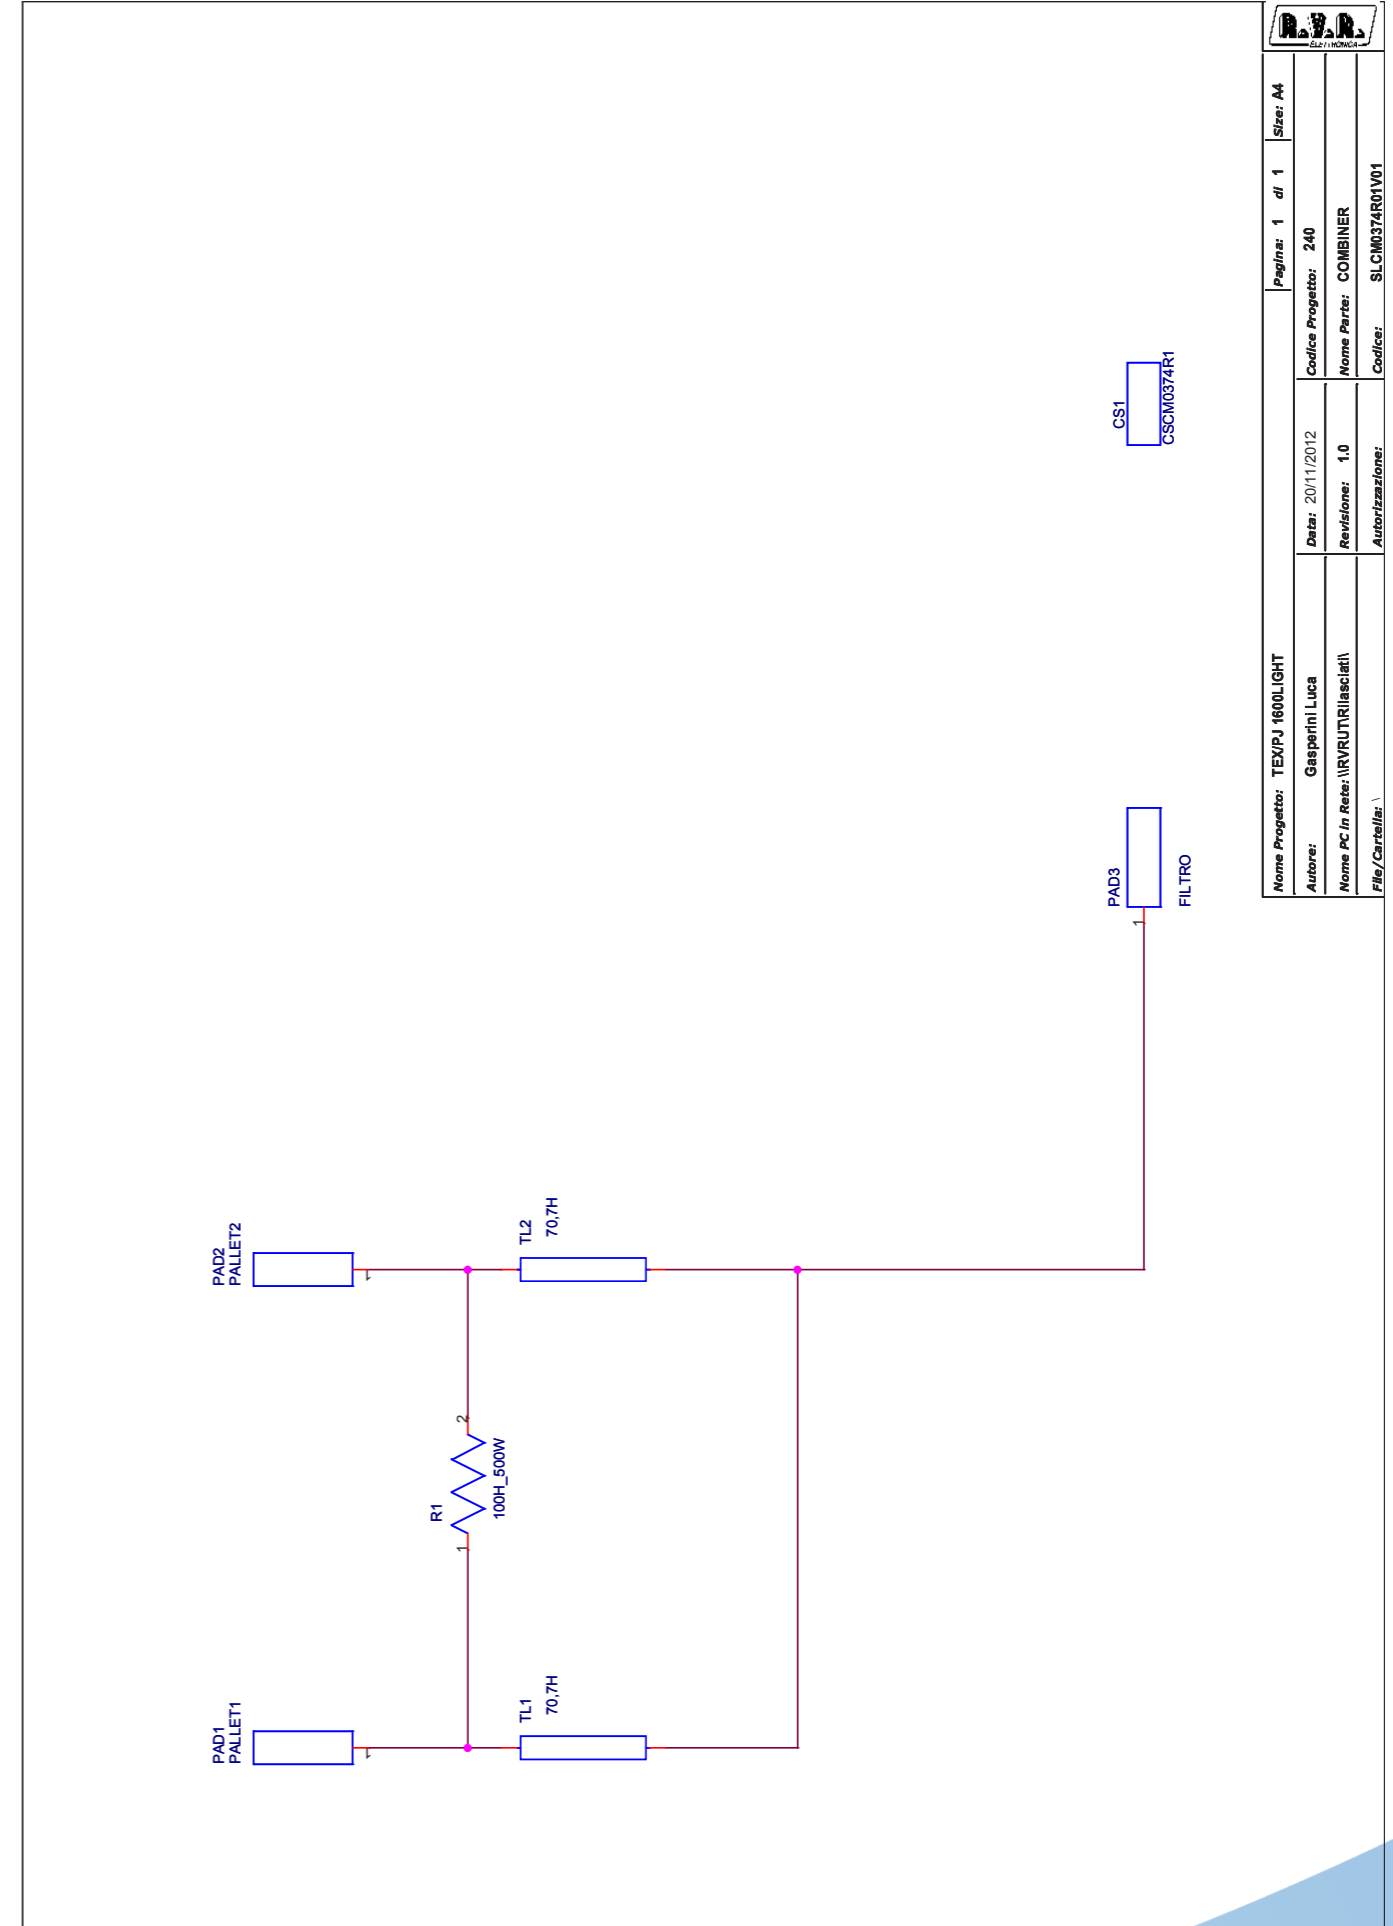 PAD1
PALLET1
1
PAD2
PALLET2
1
R1
1
2
100H_500W
TL1
70,7H
TL2
70,7H
PAD3
1
FILTRO
CS1
CSCM0374R1
R.V.R.
ELETTRONICA
Nome Progetto: TEX/PJ 1600LIGHT
Pagina: 1 di 1
Size: A4
Autore: Gasperini Luca
Data: 20/11/2012
Codice Progetto: 240
Nome PC in Rete: \\RVRUT\Rilasciati\
Revisione: 1.0
Nome Parte: COMBINER
File/Cartella: \
Autorizzazione:
Codice: SLCM0374R01V01